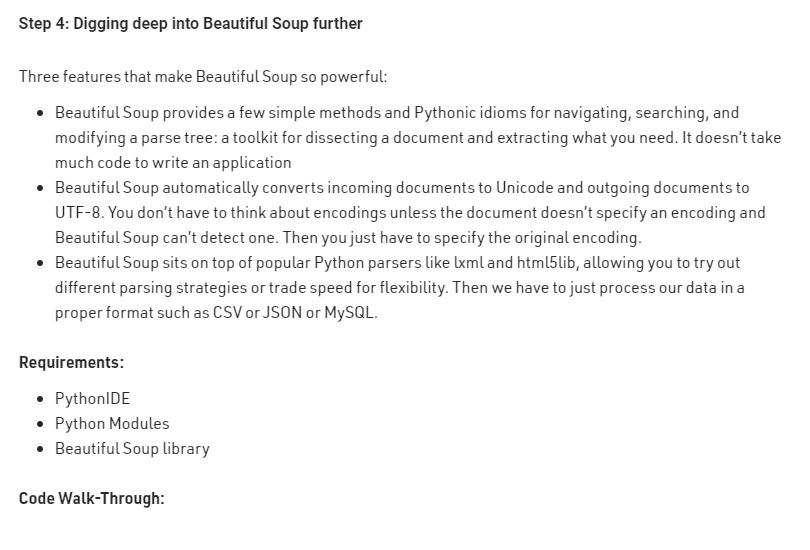 Step 4: Digging deep into Beautiful Soup further
Three features that make Beautiful Soup so powerful:
• Beautiful Soup provides a few simple methods and Pythonic idioms for navigating, searching, and
modifying a parse tree: a toolkit for dissecting a document and extracting what you need. It doesn't take
much code to write an application
• Beautiful Soup automatically converts incoming documents to Unicode and outgoing documents to
UTF-8. You don't have to think about encodings unless the document doesn't specify an encoding and
Beautiful Soup can't detect one. Then you just have to specify the original encoding.
• Beautiful Soup sits on top of popular Python parsers like lxml and html5lib, allowing you to try out
different parsing strategies or trade speed for flexibility. Then we have to just process our data in a
proper format such as CSV or JSON or MySQL.
Requirements:
• PythonIDE
• Python Modules
• Beautiful Soup library
Code Walk-Through: